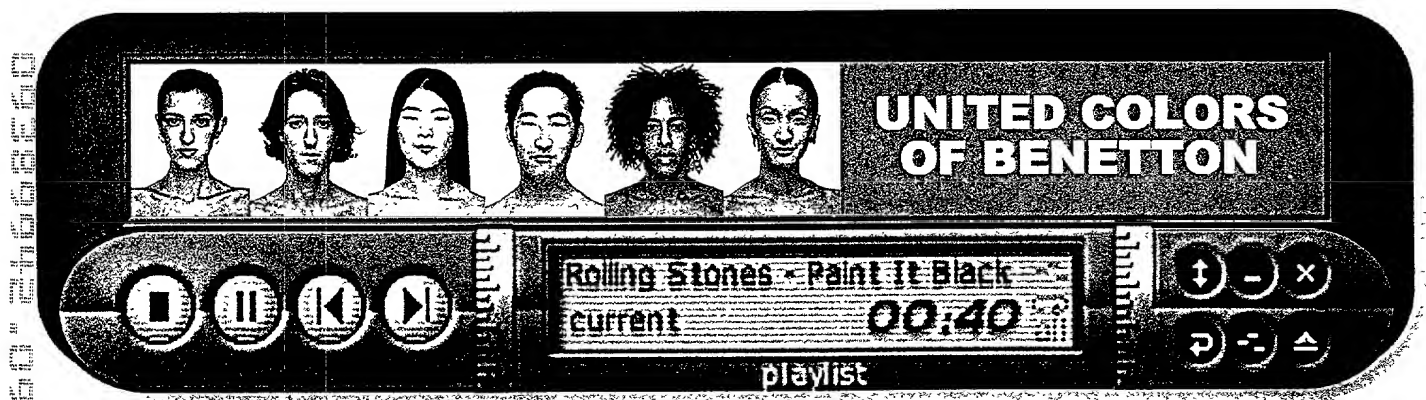 UNITED COLORS
OF BENETTON
Rolling Stones - Paint It Black
current 00:40
playlist